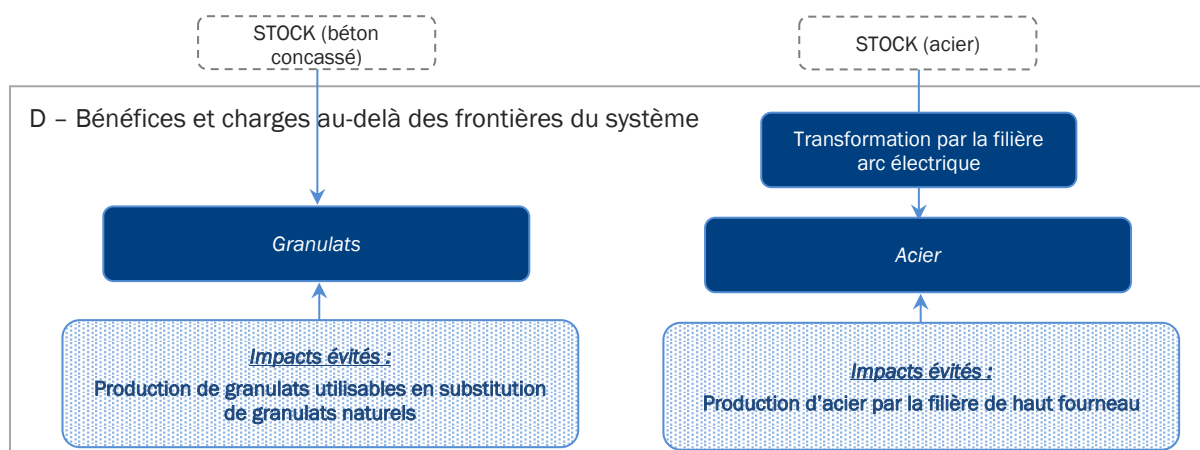 STOCK (béton
concassé)
STOCK (acier)
D – Bénéfices et charges au-delà des frontières du système
Transformation par la filière
arc électrique
Granulats
Acier
Impacts évités :
Production de granulats utilisables en substitution
de granulats naturels
Impacts évités :
Production d'acier par la filière de haut fourneau